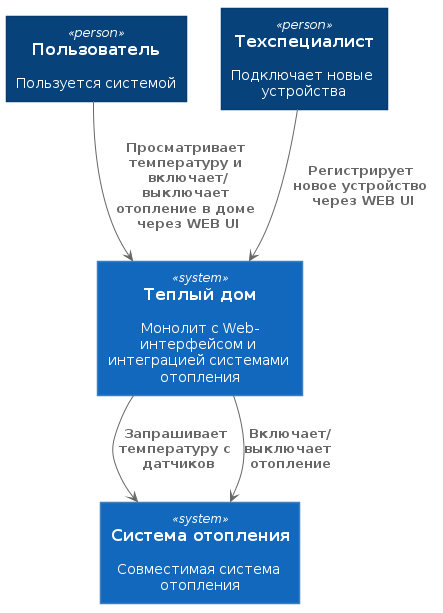 «person»
Пользователь
Пользуется системой
«person»
Техспециалист
Подключает новые
устройства
Просматривает
температуру и
включает/
выключает
отопление в доме
через WEB UI
Регистрирует
новое устройство
через WEB UI
«system»
Теплый дом
Монолит с Web-
интерфейсом и
интеграцией системами
отопления
Запрашивает
температуру с
датчиков
Включает/
выключает
отопление
«system»
Система отопления
Совместимая система
отопления